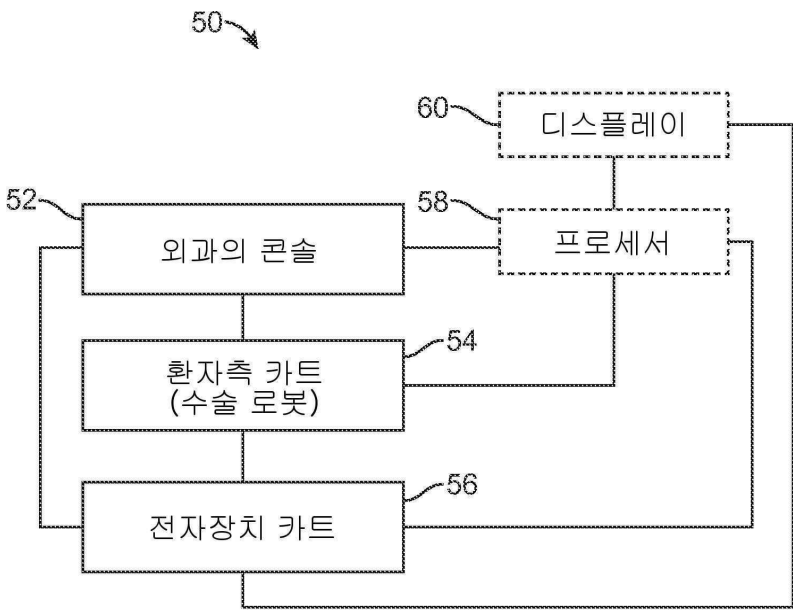 50
60
디스플레이
52
58
외과의 콘솔
프로세서
54
환자측 카트
(수술 로봇)
56
전자장치 카트